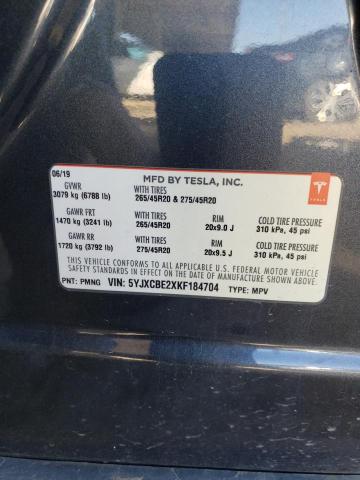 06/19 MFD BY TESLA, INC.
GVWR WITH TIRES
3079 kg (6788 lb) 265/45R20 & 275/45R20
TESLA
GAWR FRT WITH TIRES RIM COLD TIRE PRESSURE
1470 kg (3241 lb) 265/45R20 20x9.0 J 310 kPa, 45 psi
GAWR RR WITH TIRES RIM COLD TIRE PRESSURE
1720 kg (3792 lb) 275/45R20 20x9.5 J 310 kPa, 45 psi
THIS VEHICLE CONFORMS TO ALL APPLICABLE U.S. FEDERAL MOTOR VEHICLE
SAFETY STANDARDS IN EFFECT ON THE DATE OF MANUFACTURE SHOWN
ABOVE.
PNT: PMNG VIN: 5YJXCBE2XKF184704 TYPE: MPV